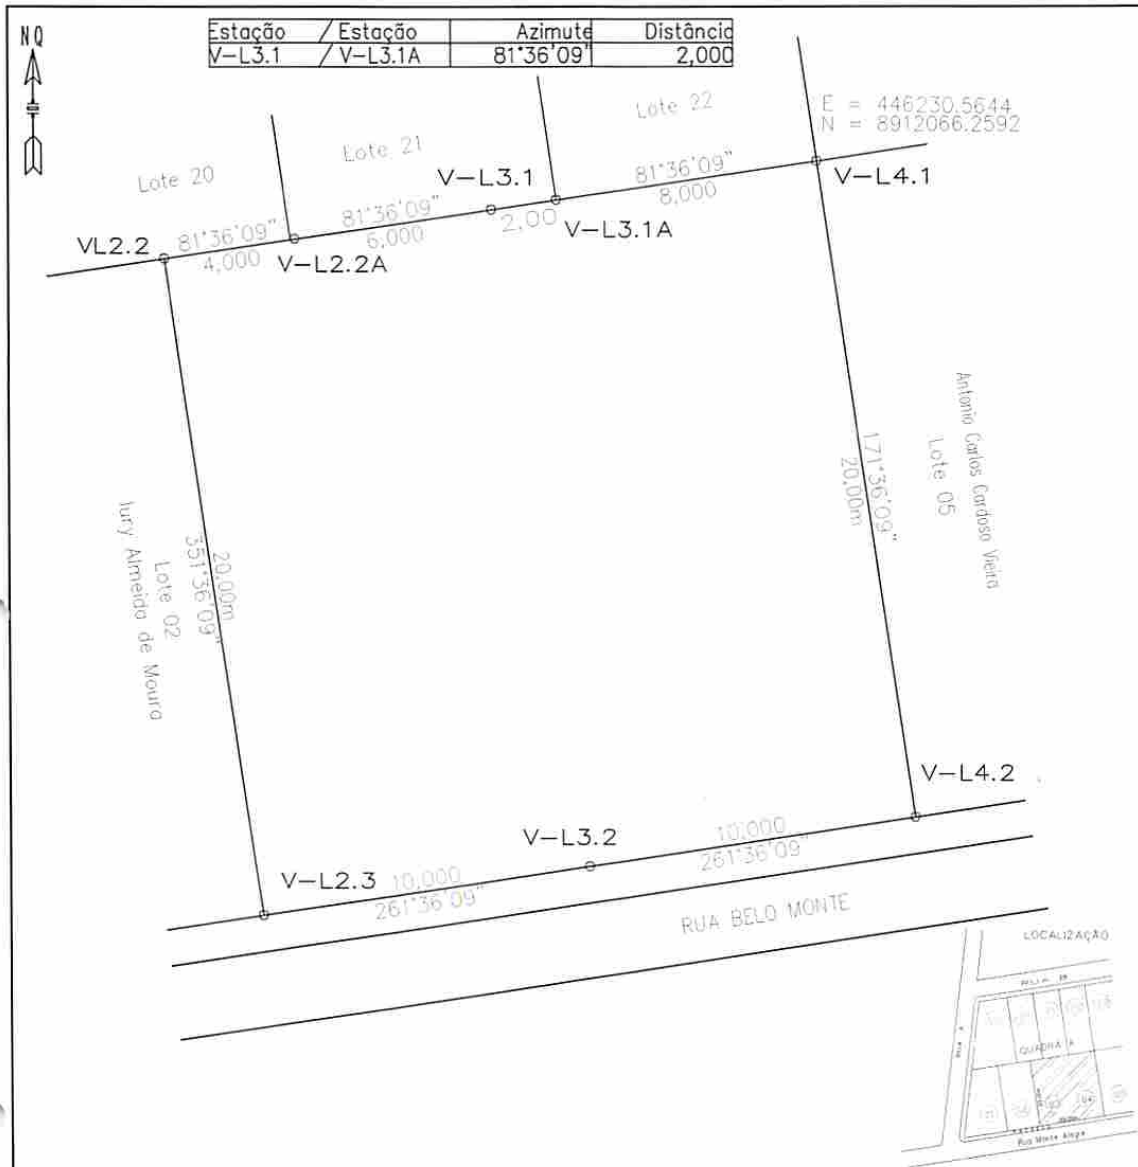 NQ
Estação / Estação Azimute Distância
V-L3.1 / V-L3.1A 81°36'09" 2,000
E = 446230.5644
N = 8912066.2592
Lote 20
Lote 21
Lote 22
VL2.2
81°36'09"
4,000
V-L2.2A
81°36'09"
6,000
V-L3.1
2,00
V-L3.1A
81°36'09"
8,000
V-L4.1
171°36'09"
20,00m
Antonio Carlos Cardoso Vieira
Lote 05
20,00m
351°36'09"
Lote 02
Iury Almeida de Moura
V-L4.2
V-L3.2
10,000
261°36'09"
V-L2.3
10,000
261°36'09"
RUA BELO MONTE
LOCALIZAÇÃO
QUADRA A
Rua Monte Alegre